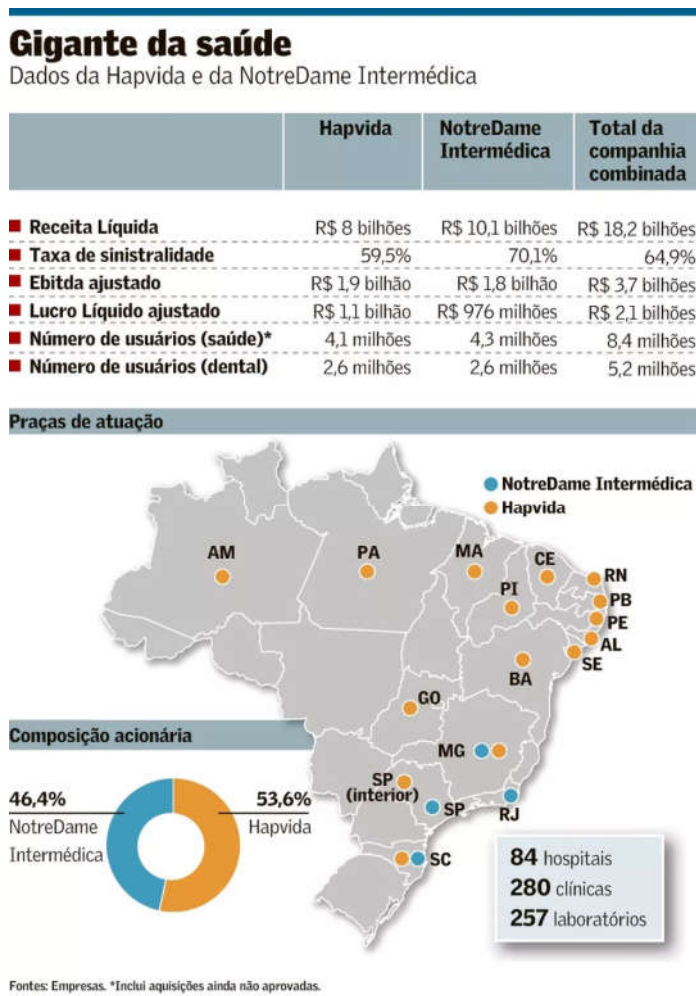 Gigante da saúde
Dados da Hapvida e da NotreDame Intermédica
Hapvida
NotreDame
Intermédica
Total da
companhia
combinada
Receita Líquida R$ 8 bilhões R$ 10,1 bilhões R$ 18,2 bilhões
Taxa de sinistralidade 59,5% 70,1% 64,9%
Ebitda ajustado R$ 1,9 bilhão R$ 1,8 bilhão R$ 3,7 bilhões
Lucro Líquido ajustado R$ 1,1 bilhão R$ 976 milhões R$ 2,1 bilhões
Número de usuários (saúde)* 4,1 milhões 4,3 milhões 8,4 milhões
Número de usuários (dental) 2,6 milhões 2,6 milhões 5,2 milhões
Praças de atuação
NotreDame Intermédica
Hapvida
AM
PA
MA
CE
RN
PI
PB
PE
AL
SE
BA
GO
MG
SP
(interior)
SP
RJ
SC
Composição acionária
46,4%
NotreDame
Intermédica
53,6%
Hapvida
84 hospitais
280 clínicas
257 laboratórios
Fontes: Empresas. *Inclui aquisições ainda não aprovadas.